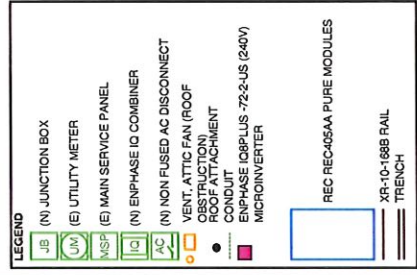 LEGEND
JB (N) JUNCTION BOX
UM (E) UTILITY METER
MSP (E) MAIN SERVICE PANEL
IQ (N) ENPHASE IQ COMBINER
AC (N) NON FUSED AC DISCONNECT
VENT, ATTIC FAN (ROOF
OBSTRUCTION)
ROOF ATTACHMENT
CONDUIT
ENPHASE IQ8PLUS -72-2-US (240V)
MICROINVERTER
REC REC405AA PURE MODULES
XR-10-168B RAIL
TRENCH